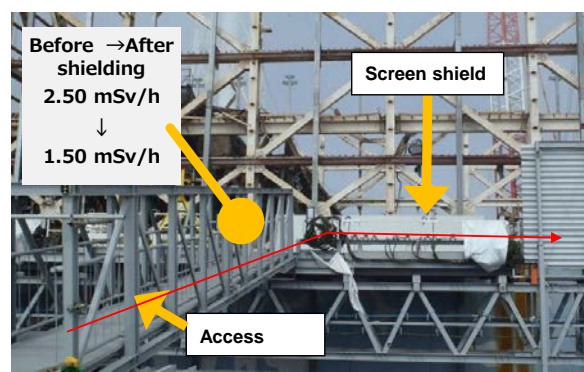 Before →After
shielding
2.50 mSv/h
↓
1.50 mSv/h
Screen shield
Access